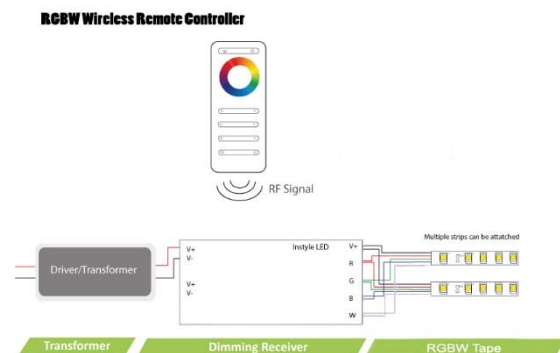 RGBW Wireless Remote Controller
RF Signal
Multiple strips can be attatched
Instyle LED
V+
V-
V+
V-
V+
R
G
B
W
Driver/Transformer
Transformer
Dimming Receiver
RGBW Tape